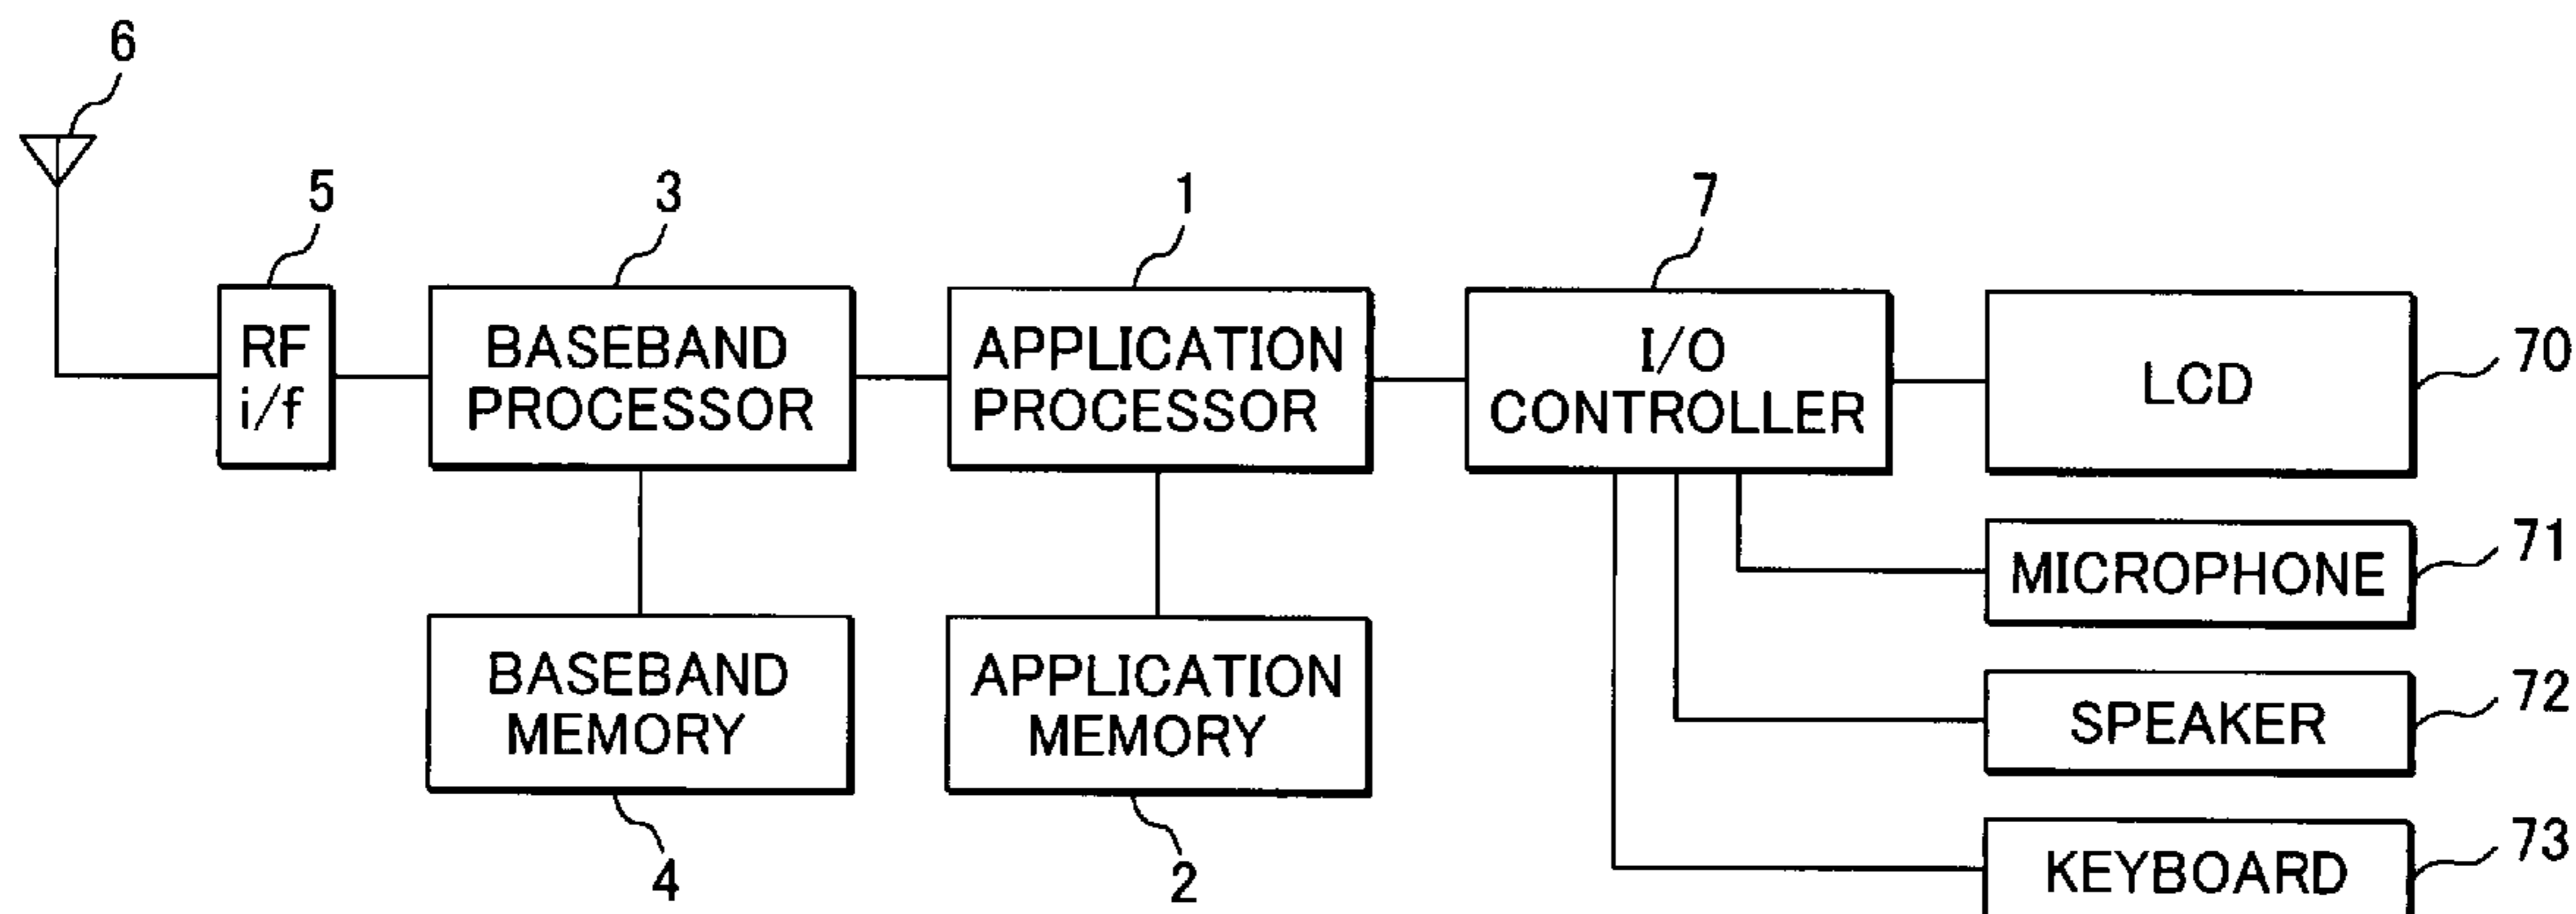 6
5
3
1
7
RF
i/f
BASEBAND
PROCESSOR
APPLICATION
PROCESSOR
I/O
CONTROLLER
LCD
70
MICROPHONE
71
BASEBAND
MEMORY
APPLICATION
MEMORY
SPEAKER
72
KEYBOARD
73
4
2